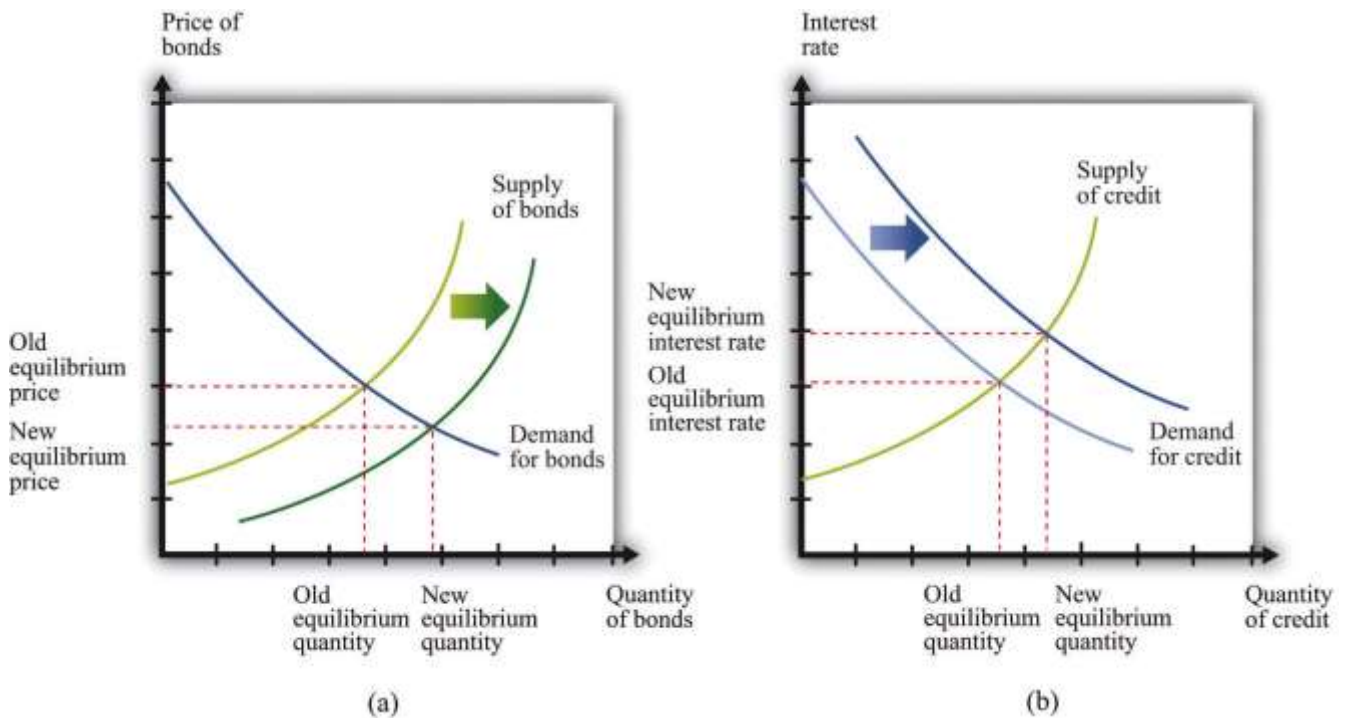 Price of
bonds
Supply
of bonds
Old
equilibrium
price
New
equilibrium
price
Demand
for bonds
Old
equilibrium
quantity
New
equilibrium
quantity
Quantity
of bonds
(a)
Interest
rate
Supply
of credit
New
equilibrium
interest rate
Old
equilibrium
interest rate
Demand
for credit
Old
equilibrium
quantity
New
equilibrium
quantity
Quantity
of credit
(b)